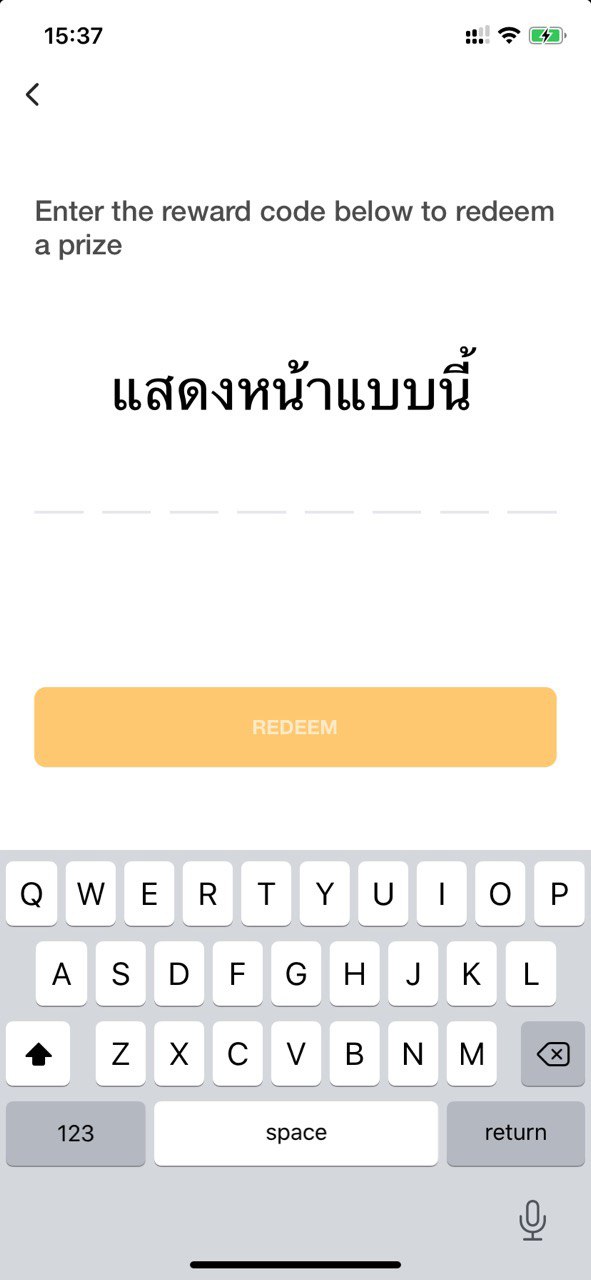 15:37
Enter the reward code below to redeem
a prize
แสดงหน้าแบบนี้
REDEEM
Q W E R T Y U I O P
A S D F G H J K L
Z X C V B N M
123 space return